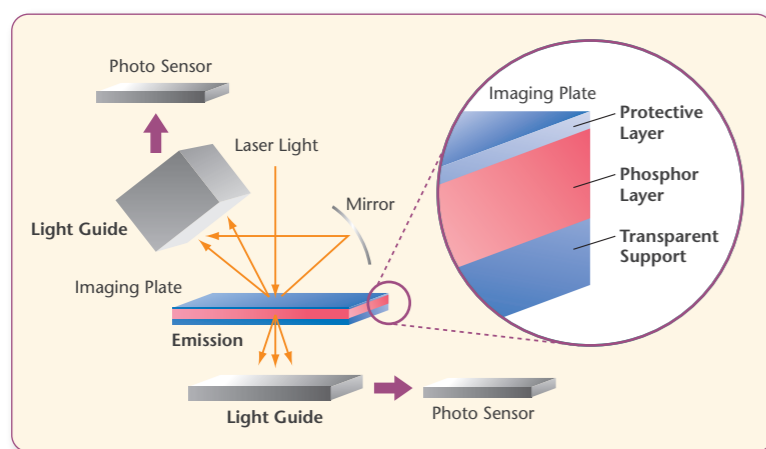 Photo Sensor
Laser Light
Mirror
Light Guide
Imaging Plate
Emission
Light Guide
Photo Sensor
Imaging Plate
Protective
Layer
Phosphor
Layer
Transparent
Support